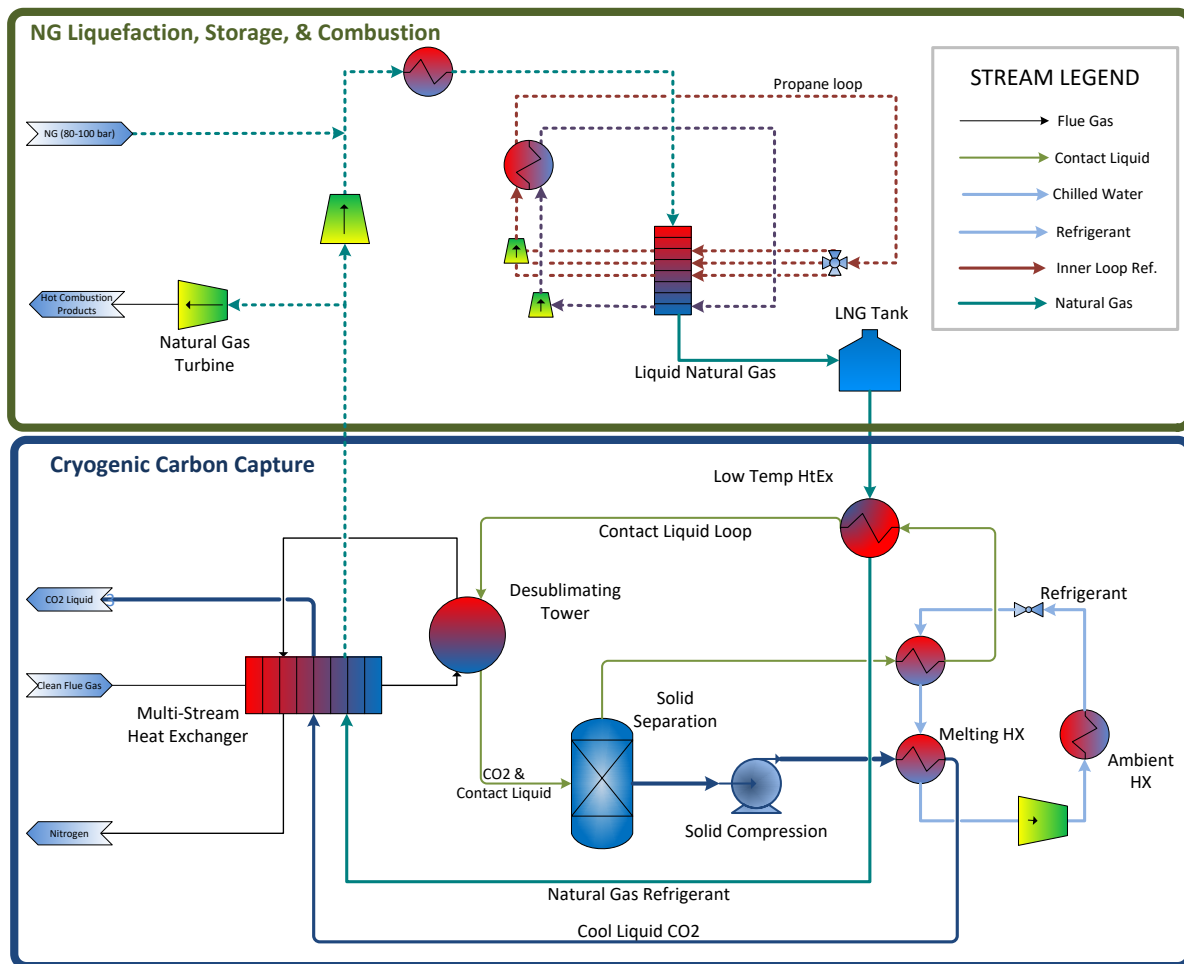 NG Liquefaction, Storage, & Combustion
STREAM LEGEND
Flue Gas
Contact Liquid
Chilled Water
Refrigerant
Inner Loop Ref.
Natural Gas
Propane loop
NG (80-100 bar)
Hot Combustion
Products
Natural Gas
Turbine
LNG Tank
Liquid Natural Gas
Cryogenic Carbon Capture
Low Temp HtEx
Contact Liquid Loop
Desublimating
Tower
CO2 Liquid
Refrigerant
Clean Flue Gas
Multi-Stream
Heat Exchanger
Solid
Separation
Melting HX
Ambient
HX
CO2 &
Contact Liquid
Solid Compression
Nitrogen
Natural Gas Refrigerant
Cool Liquid CO2